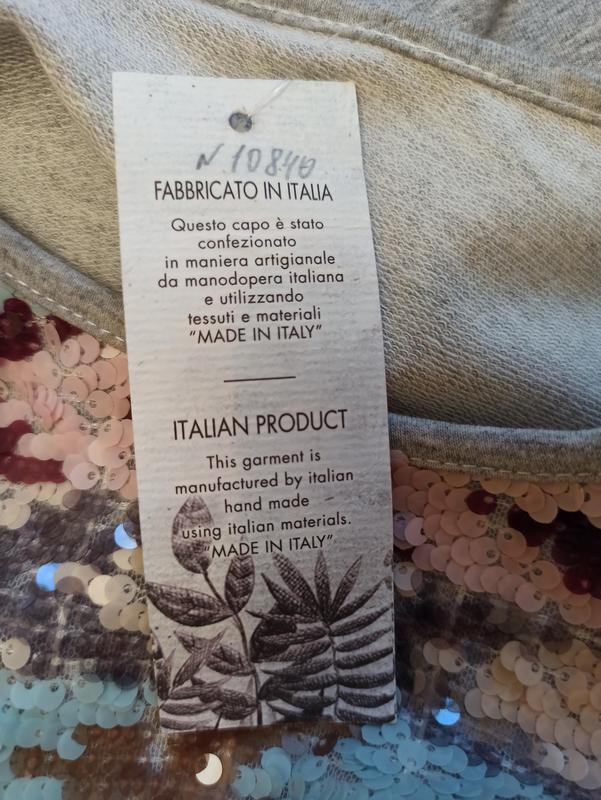 N 10840
FABBRICATO IN ITALIA
Questo capo è stato
confezionato
in maniera artigianale
da manodopera italiana
e utilizzando
tessuti e materiali
“MADE IN ITALY”
ITALIAN PRODUCT
This garment is
manufactured by italian
hand made
using italian materials.
“MADE IN ITALY”